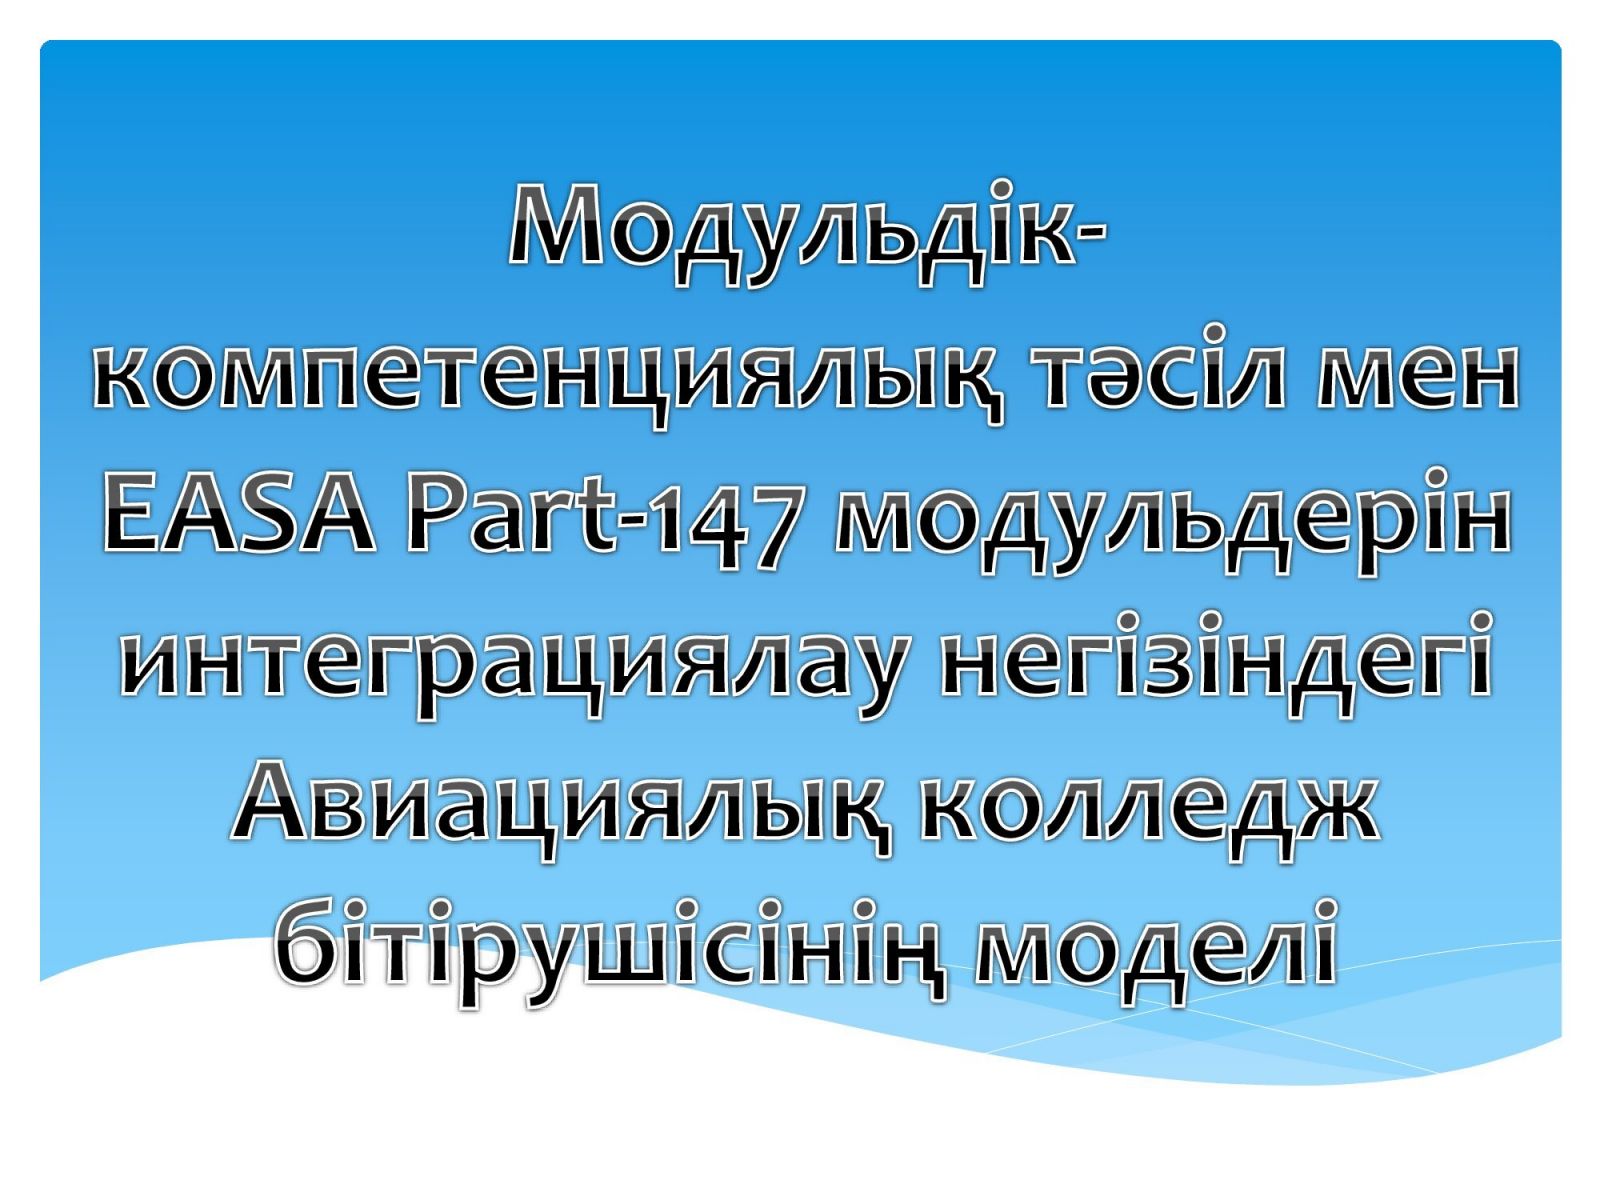 Модульдік-
компетенциялық тәсіл мен
EASA Part-147 модульдерін
интеграциялау негізіндегі
Авиациялық колледж
бітірушісінің моделі